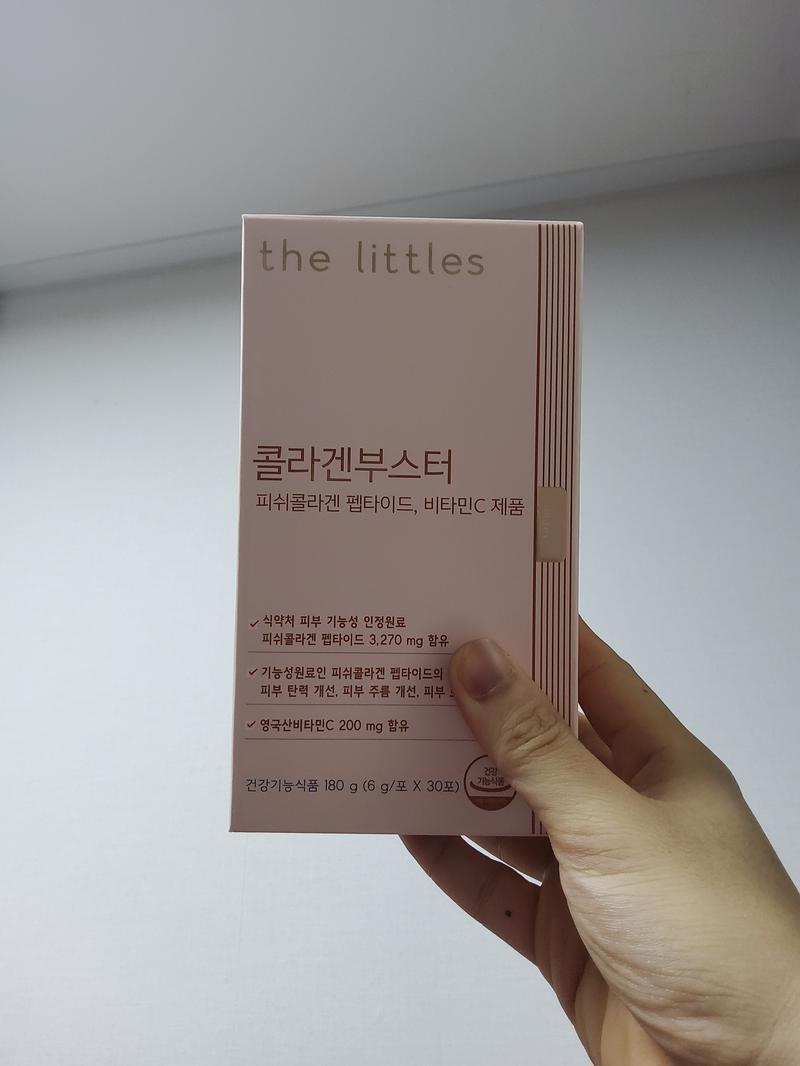 the littles
콜라겐부스터
피쉬콜라겐 펩타이드, 비타민C 제품
식약처 피부 기능성 인정원료
피쉬콜라겐 펩타이드 3,270 mg 함유
기능성원료인 피쉬콜라겐 펩타이드의
피부 탄력 개선, 피부 주름 개선, 피부
영국산비타민C 200 mg 함유
건강기능식품 180 g (6 g/포 X 30포)
건강
기능식품